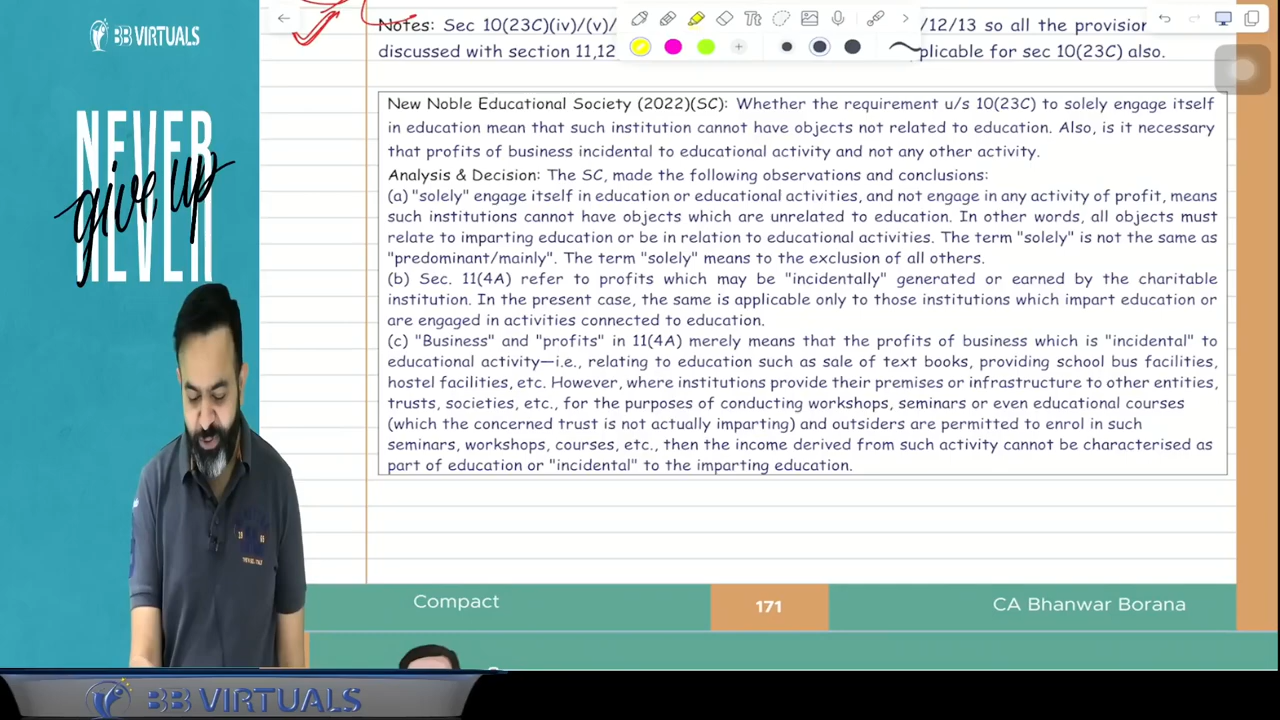 BB VIRTUALS
NEVER
give up
NEVER
Notes: Sec 10(23C)(iv)/(v)/ /12/13 so all the provision
discussed with section 11,12 plicable for sec 10(23C) also.
New Noble Educational Society (2022)(SC): Whether the requirement u/s 10(23C) to solely engage itself
in education mean that such institution cannot have objects not related to education. Also, is it necessary
that profits of business incidental to educational activity and not any other activity.
Analysis & Decision: The SC, made the following observations and conclusions:
(a) "solely" engage itself in education or educational activities, and not engage in any activity of profit, means
such institutions cannot have objects which are unrelated to education. In other words, all objects must
relate to imparting education or be in relation to educational activities. The term "solely" is not the same as
"predominant/mainly". The term "solely" means to the exclusion of all others.
(b) Sec. 11(4A) refer to profits which may be "incidentally" generated or earned by the charitable
institution. In the present case, the same is applicable only to those institutions which impart education or
are engaged in activities connected to education.
(c) "Business" and "profits" in 11(4A) merely means that the profits of business which is "incidental" to
educational activity—i.e., relating to education such as sale of text books, providing school bus facilities,
hostel facilities, etc. However, where institutions provide their premises or infrastructure to other entities,
trusts, societies, etc., for the purposes of conducting workshops, seminars or even educational courses
(which the concerned trust is not actually imparting) and outsiders are permitted to enrol in such
seminars, workshops, courses, etc., then the income derived from such activity cannot be characterised as
part of education or "incidental" to the imparting education.
Compact 171 CA Bhanwar Borana
BB VIRTUALS